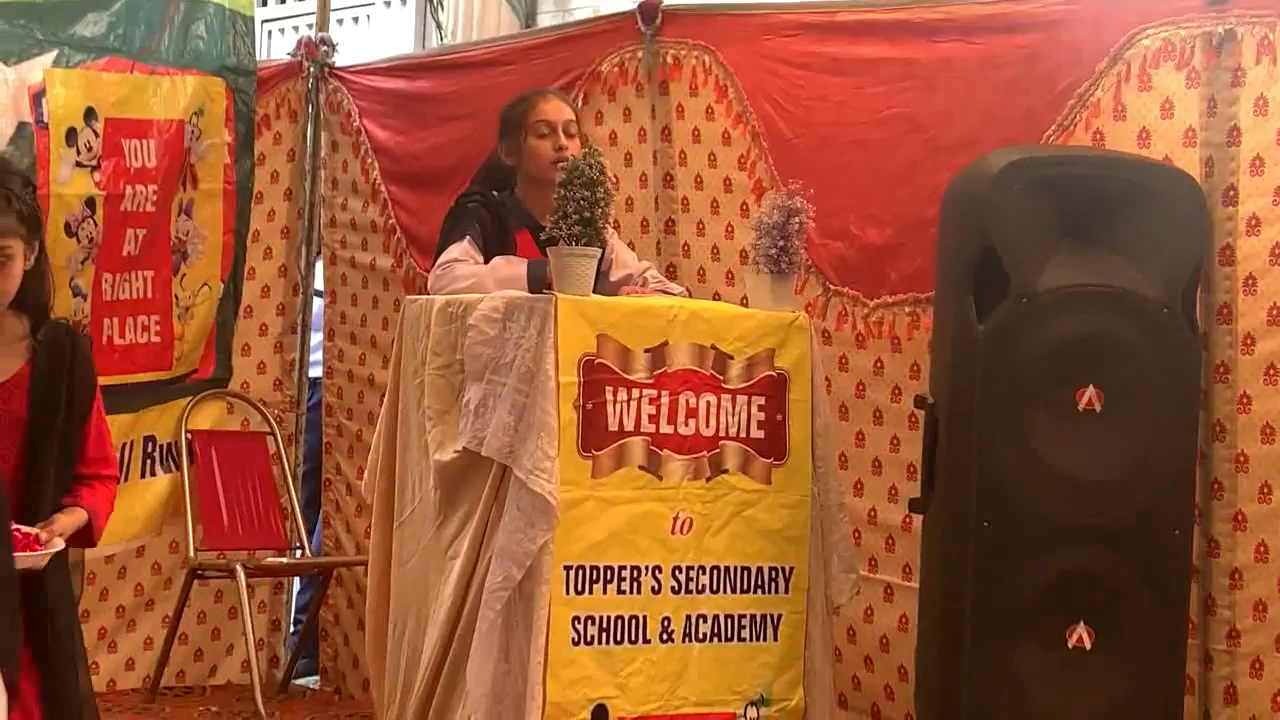 YOU
ARE
AT
RIGHT
PLACE
WELCOME
to
TOPPER'S SECONDARY
SCHOOL & ACADEMY